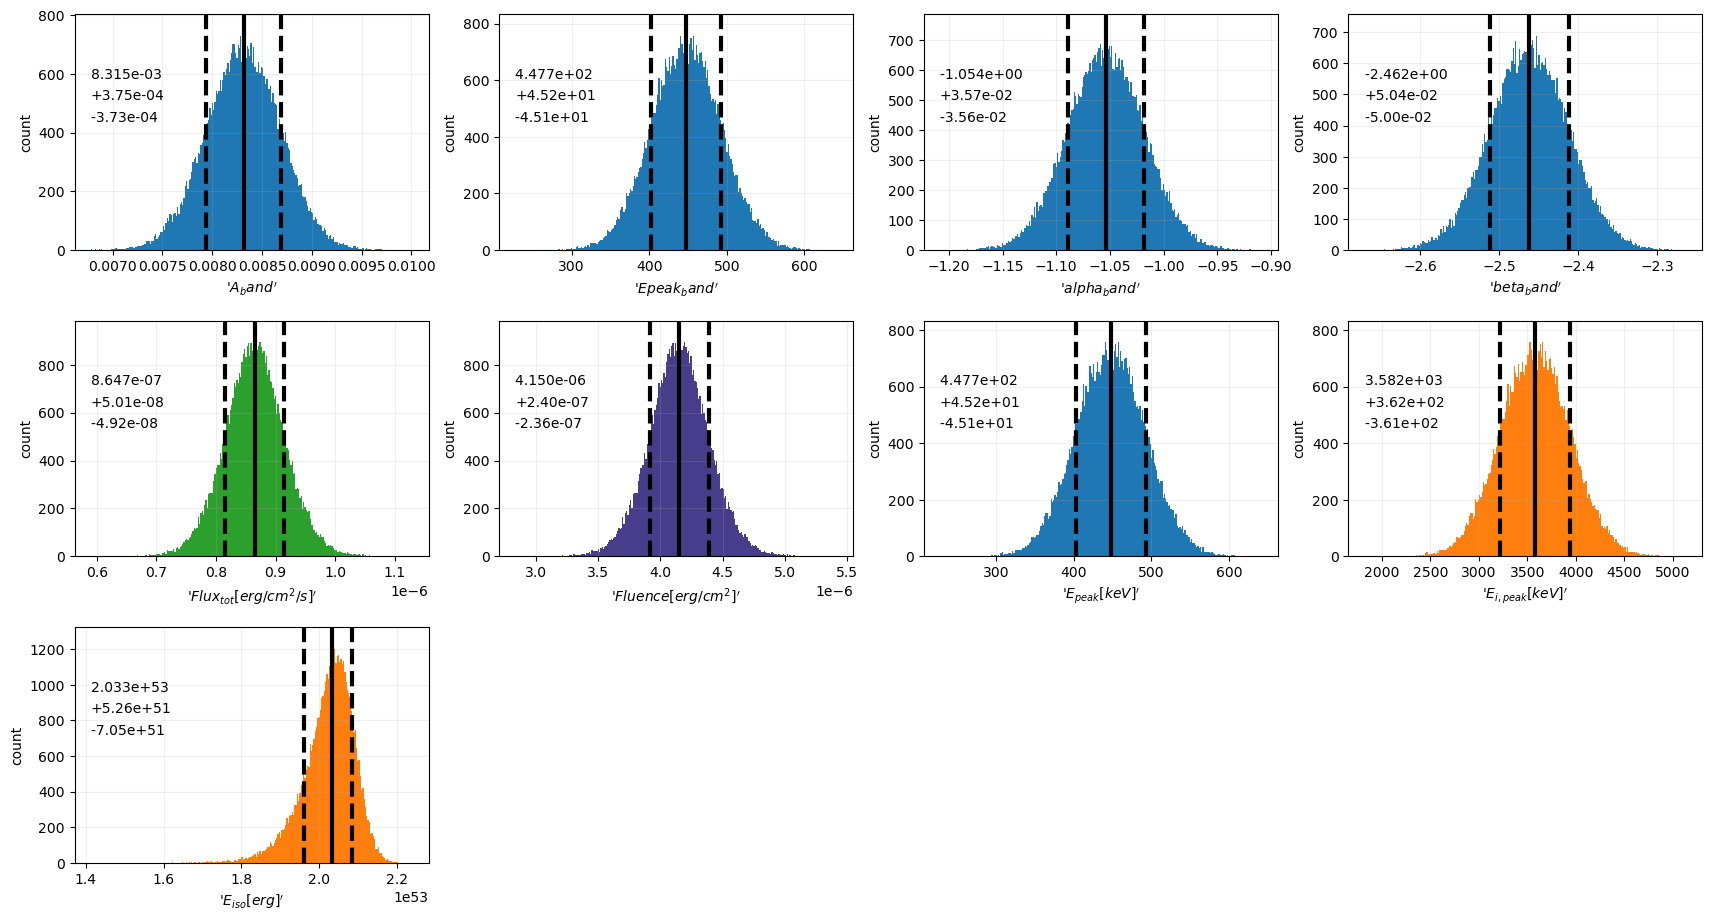 count
800
600
400
200
0
8.315e-03
+3.75e-04
-3.73e-04
0.0070 0.0075 0.0080 0.0085 0.0090 0.0095 0.0100
'A_band'
count
800
600
400
200
0
4.477e+02
+4.52e+01
-4.51e+01
300 400 500 600
'Epeak_band'
count
700
600
500
400
300
200
100
0
-1.054e+00
+3.57e-02
-3.56e-02
−1.20 −1.15 −1.10 −1.05 −1.00 −0.95 −0.90
'alpha_band'
count
700
600
500
400
300
200
100
0
-2.462e+00
+5.04e-02
-5.00e-02
−2.6 −2.5 −2.4 −2.3
'beta_band'
count
800
600
400
200
0
8.647e-07
+5.01e-08
-4.92e-08
0.6 0.7 0.8 0.9 1.0 1.1
1e−6
'Flux_tot[erg/cm²/s]'
count
800
600
400
200
0
4.150e-06
+2.40e-07
-2.36e-07
3.0 3.5 4.0 4.5 5.0 5.5
1e−6
'Fluence[erg/cm²]'
count
800
600
400
200
0
4.477e+02
+4.52e+01
-4.51e+01
300 400 500 600
'E_peak[keV]'
count
800
600
400
200
0
3.582e+03
+3.62e+02
-3.61e+02
2000 2500 3000 3500 4000 4500 5000
'E_i,peak[keV]'
count
1200
1000
800
600
400
200
0
2.033e+53
+5.26e+51
-7.05e+51
1.4 1.6 1.8 2.0 2.2
1e53
'E_iso[erg]'